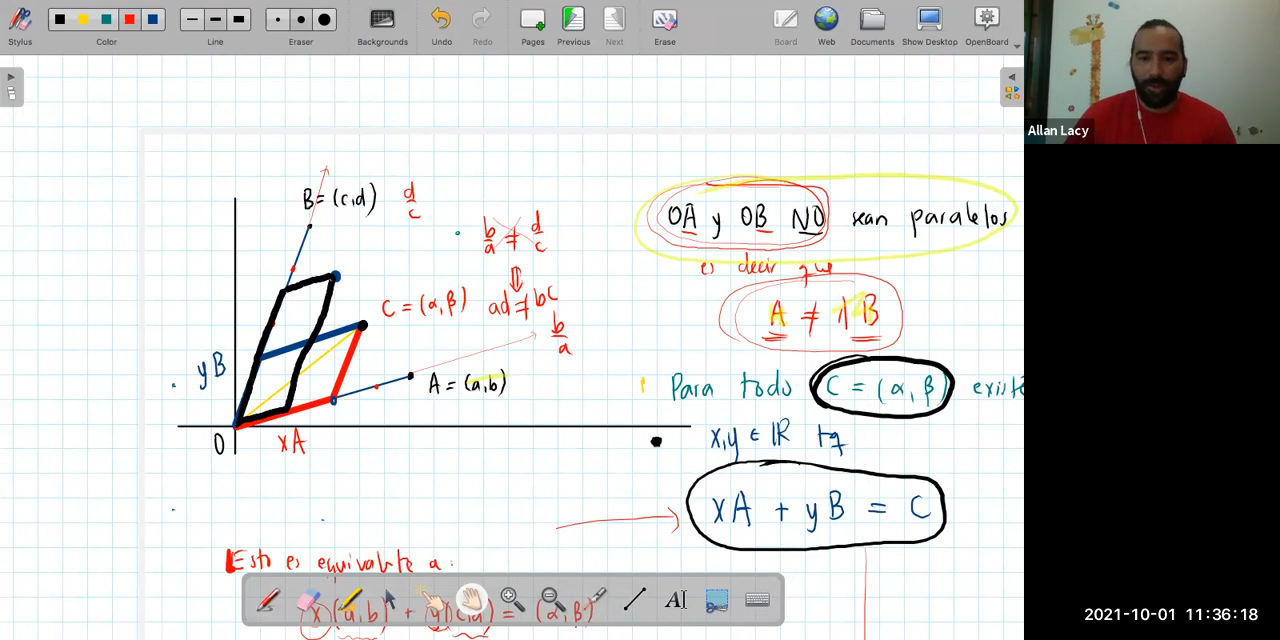 Stylus
Color
Line
Eraser
Backgrounds
Undo
Redo
Pages
Previous
Next
Erase
Board
Web
Documents
Show Desktop
OpenBoard
Allan Lacy
B = (c,d) d/c
b/a ≠ d/c
⇕
ad ≠ bc
C = (α,β)
b/a
A = (a,b)
yB
0
xA
OA y OB NO sean paralelos
es decir que
A ≠ λB
Para todo C = (α, β) existe
x,y ∈ ℝ tq
xA + yB = C
Esto es equivalente a:
x(a,b) + y(c,d) = (α,β)
2021-10-01 11:36:18